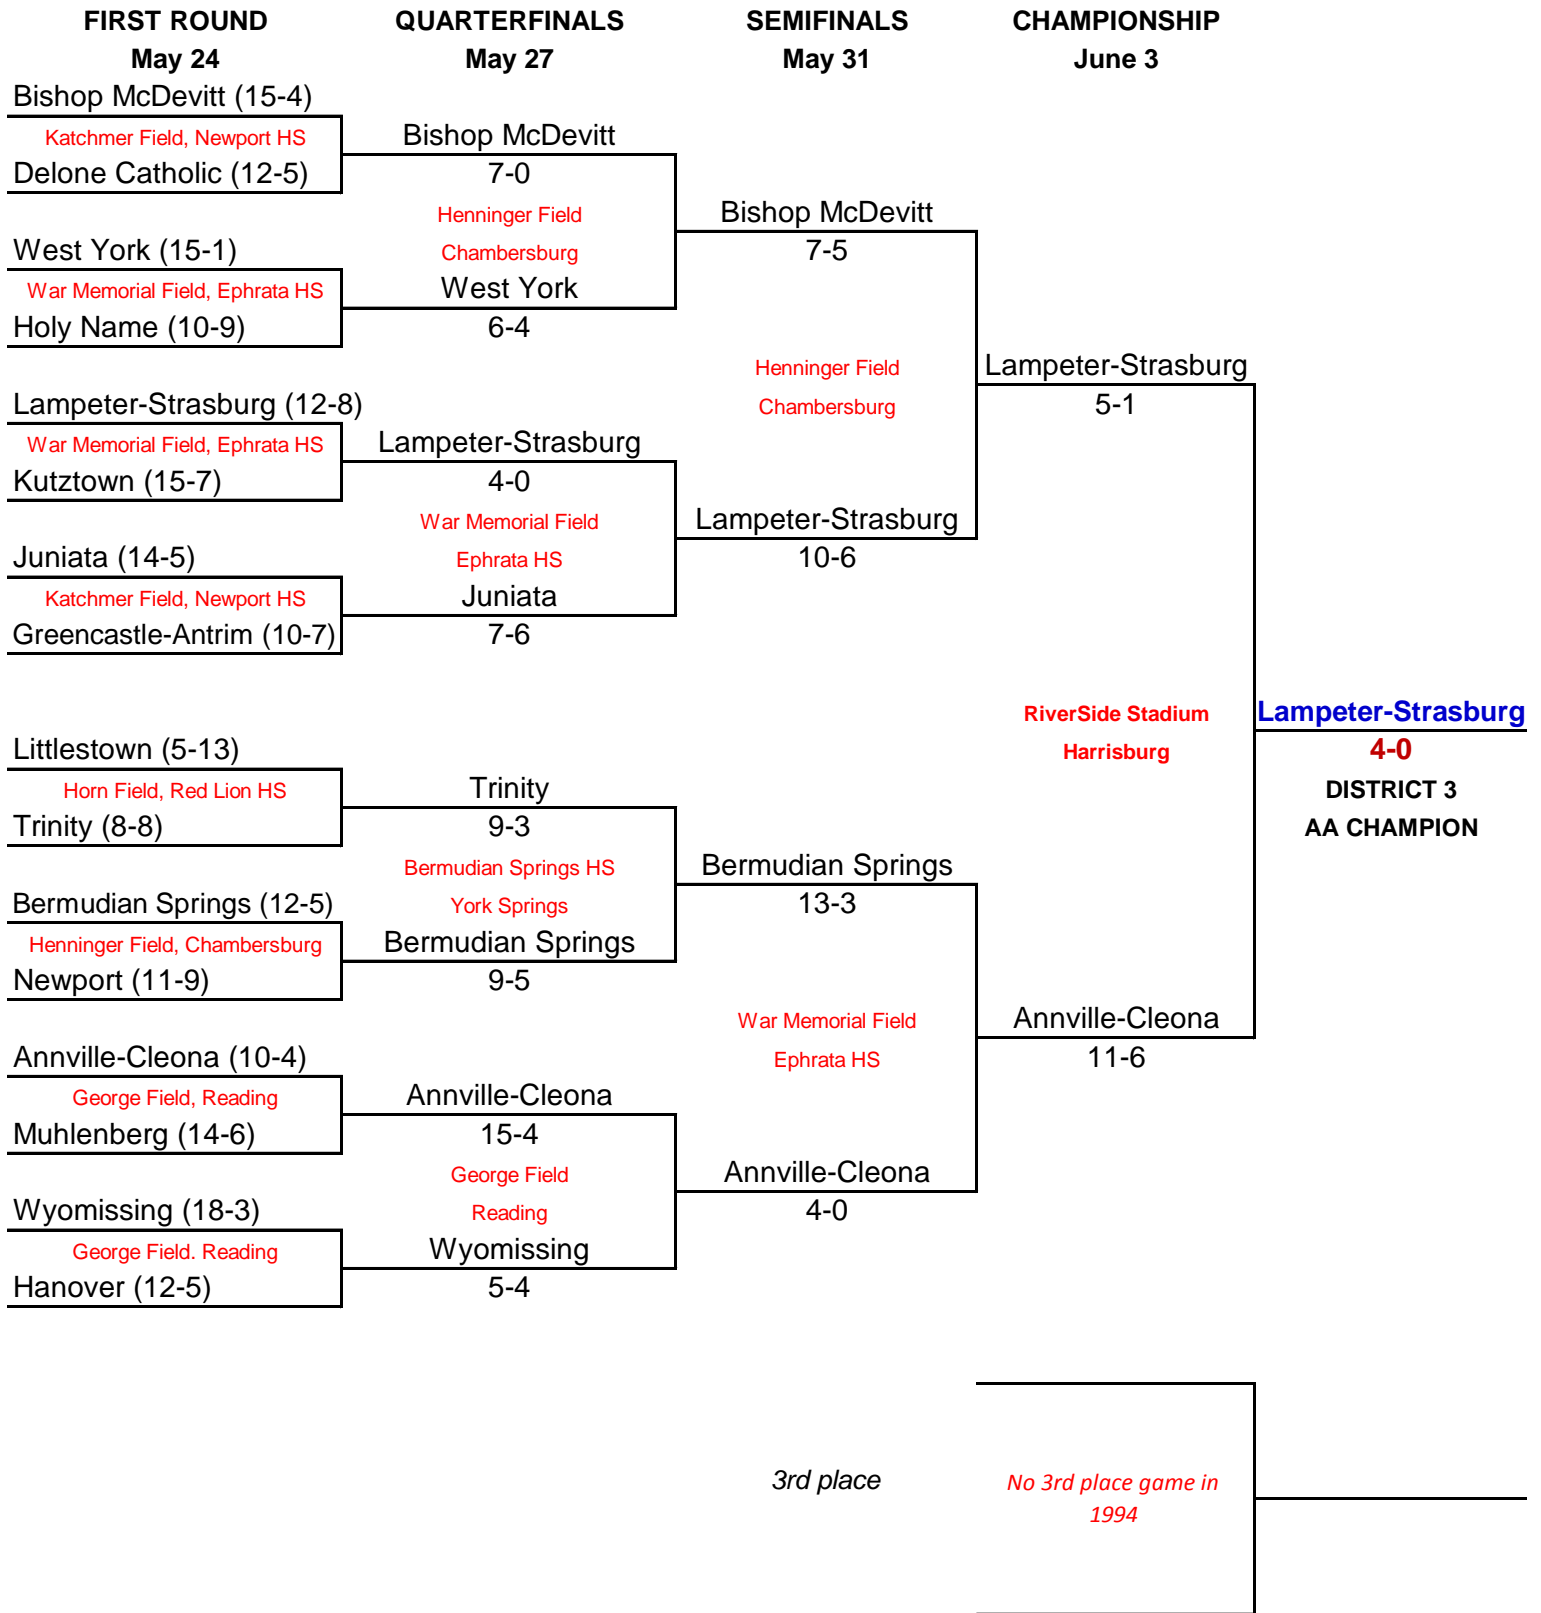 FIRST ROUND
May 24
QUARTERFINALS
May 27
SEMIFINALS
May 31
CHAMPIONSHIP
June 3
Bishop McDevitt (15-4)
Katchmer Field, Newport HS
Delone Catholic (12-5)
West York (15-1)
War Memorial Field, Ephrata HS
Holy Name (10-9)
Lampeter-Strasburg (12-8)
War Memorial Field, Ephrata HS
Kutztown (15-7)
Juniata (14-5)
Katchmer Field, Newport HS
Greencastle-Antrim (10-7)
Littlestown (5-13)
Horn Field, Red Lion HS
Trinity (8-8)
Bermudian Springs (12-5)
Henninger Field, Chambersburg
Newport (11-9)
Annville-Cleona (10-4)
George Field, Reading
Muhlenberg (14-6)
Wyomissing (18-3)
George Field. Reading
Hanover (12-5)
Bishop McDevitt
7-0
Henninger Field
Chambersburg
West York
6-4
Lampeter-Strasburg
4-0
War Memorial Field
Ephrata HS
Juniata
7-6
Trinity
9-3
Bermudian Springs HS
York Springs
Bermudian Springs
9-5
Annville-Cleona
15-4
George Field
Reading
Wyomissing
5-4
Bishop McDevitt
7-5
Henninger Field
Chambersburg
Lampeter-Strasburg
10-6
Bermudian Springs
13-3
War Memorial Field
Ephrata HS
Annville-Cleona
4-0
Lampeter-Strasburg
5-1
RiverSide Stadium
Harrisburg
Annville-Cleona
11-6
Lampeter-Strasburg
4-0
DISTRICT 3
AA CHAMPION
3rd place
No 3rd place game in
1994